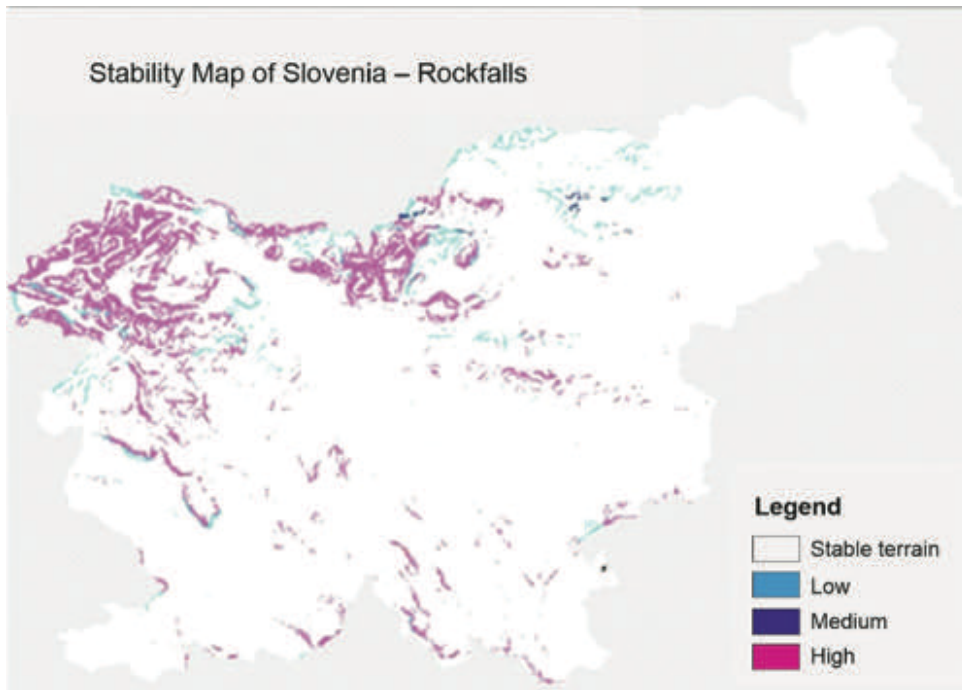 Stability Map of Slovenia – Rockfalls
Legend
Stable terrain
Low
Medium
High